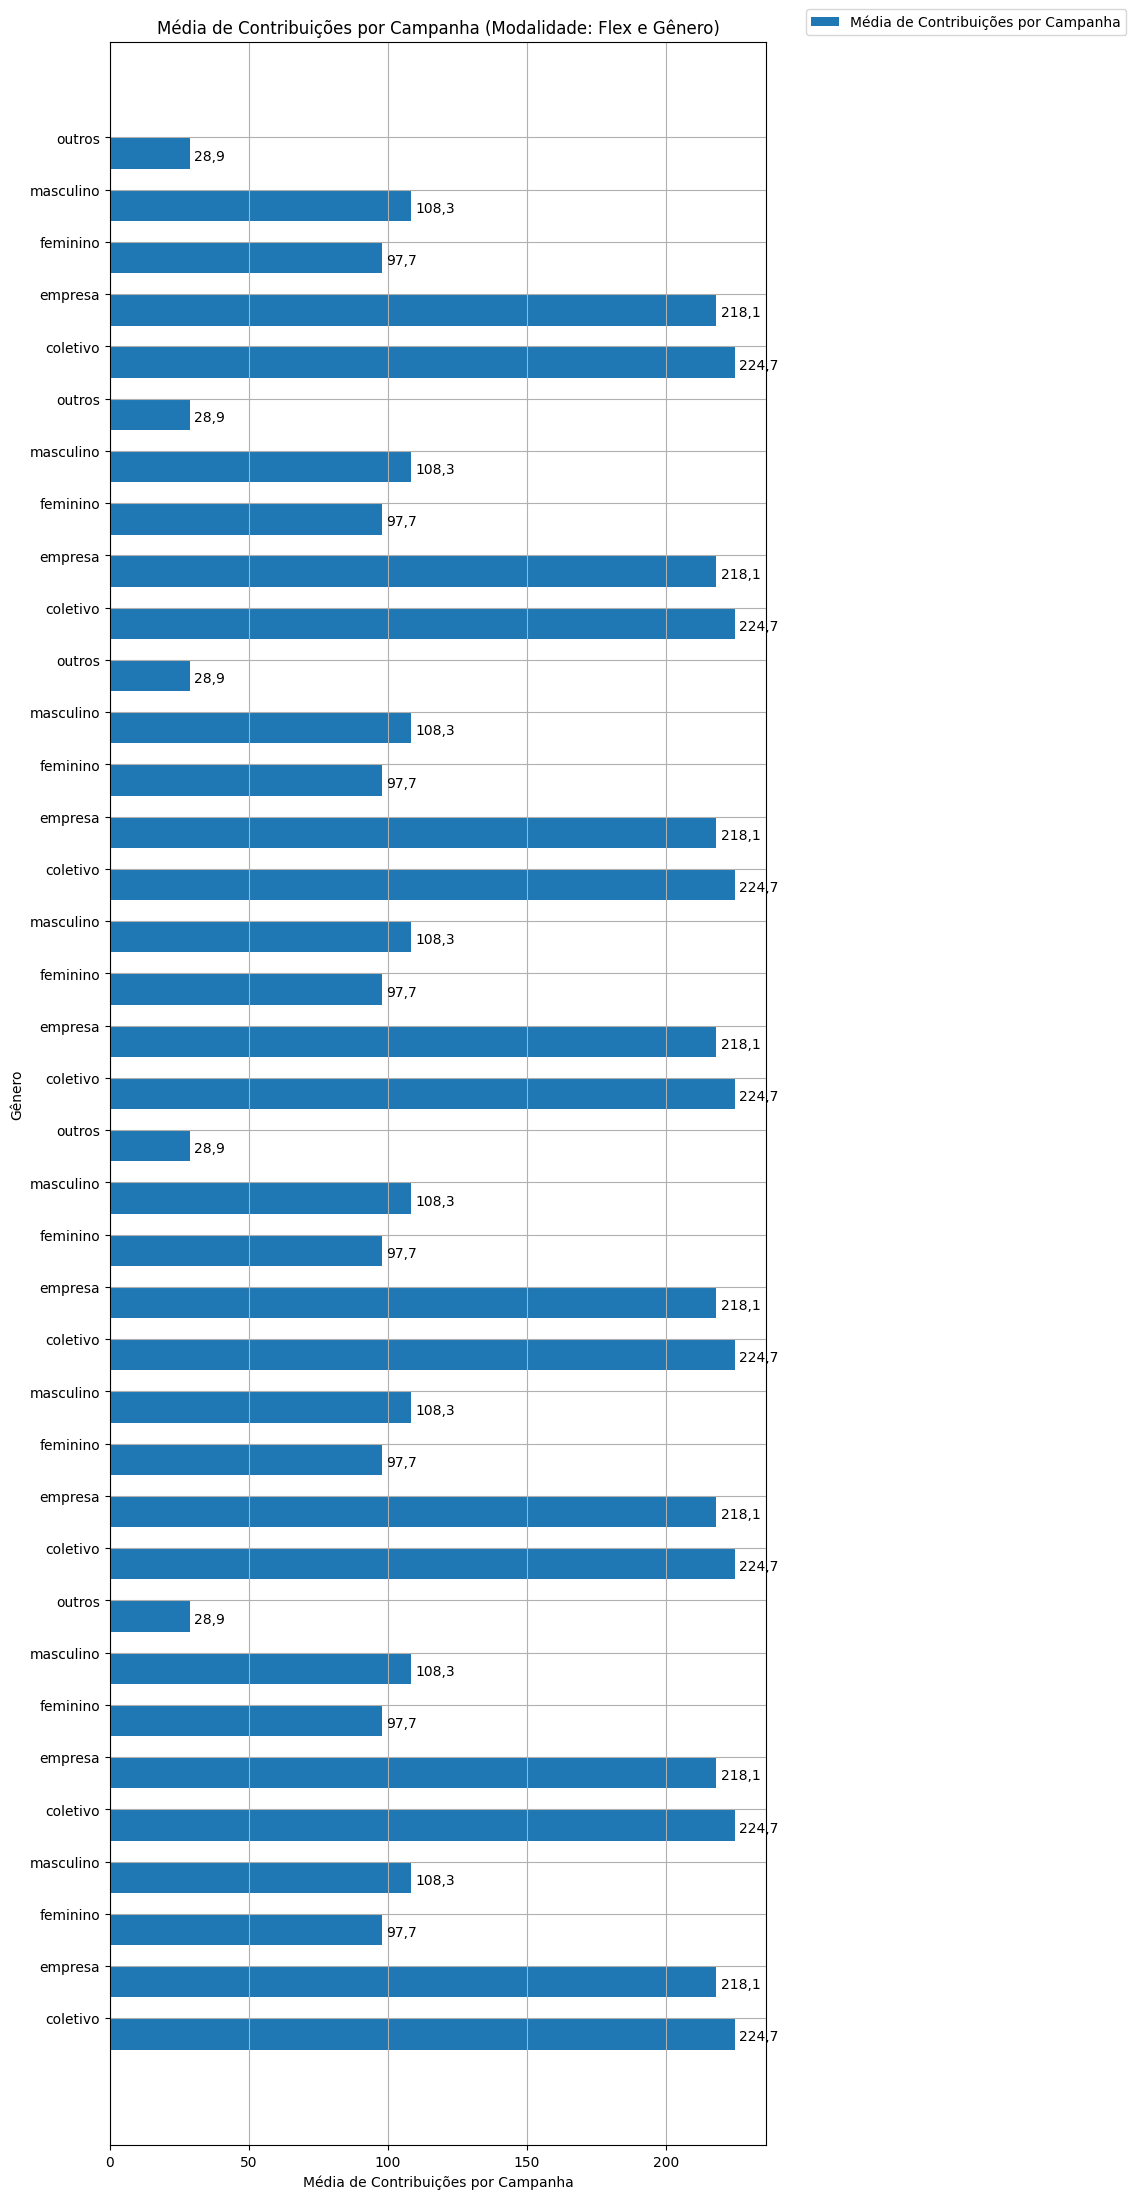 Média de Contribuições por Campanha (Modalidade: Flex e Gênero)
Média de Contribuições por Campanha
outros
28,9
masculino
108,3
feminino
97,7
empresa
218,1
coletivo
224,7
outros
28,9
masculino
108,3
feminino
97,7
empresa
218,1
coletivo
224,7
outros
28,9
masculino
108,3
feminino
97,7
empresa
218,1
coletivo
224,7
masculino
108,3
feminino
97,7
empresa
218,1
coletivo
224,7
Gênero
outros
28,9
masculino
108,3
feminino
97,7
empresa
218,1
coletivo
224,7
masculino
108,3
feminino
97,7
empresa
218,1
coletivo
224,7
outros
28,9
masculino
108,3
feminino
97,7
empresa
218,1
coletivo
224,7
masculino
108,3
feminino
97,7
empresa
218,1
coletivo
224,7
0 50 100 150 200
Média de Contribuições por Campanha